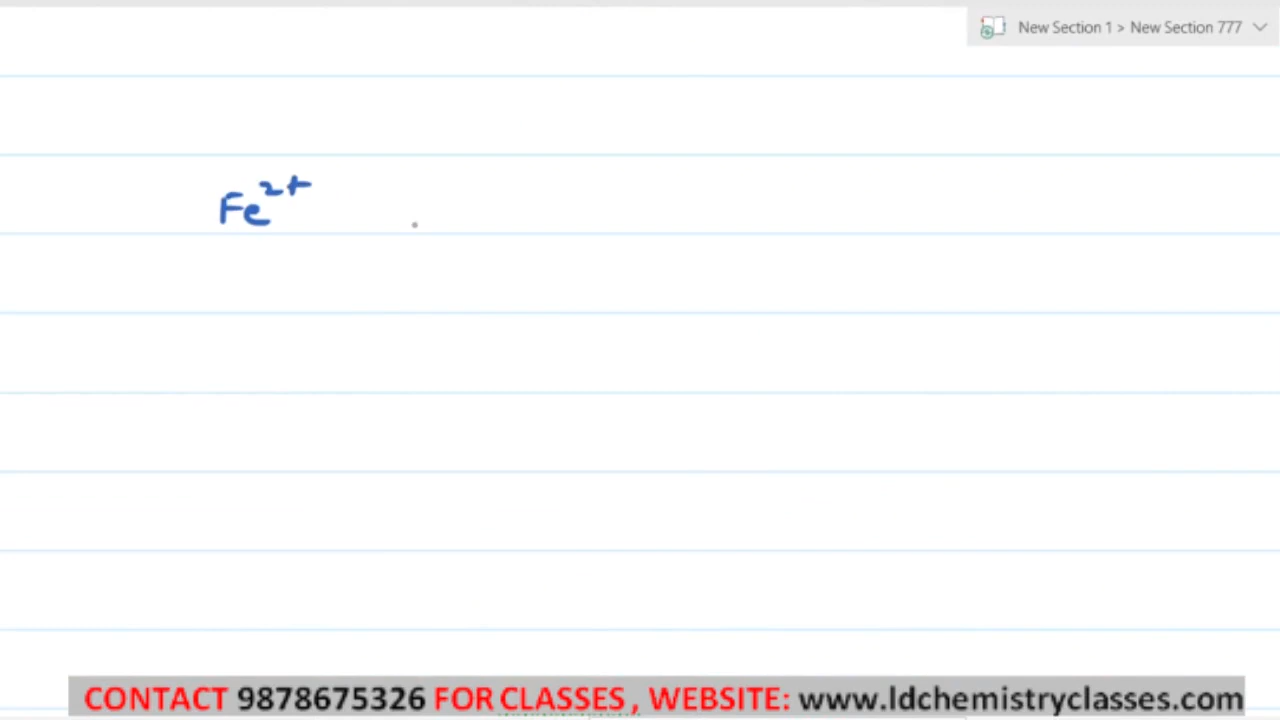 New Section 1 > New Section 777
Fe²⁺
CONTACT 9878675326 FOR CLASSES , WEBSITE: www.ldchemistryclasses.com